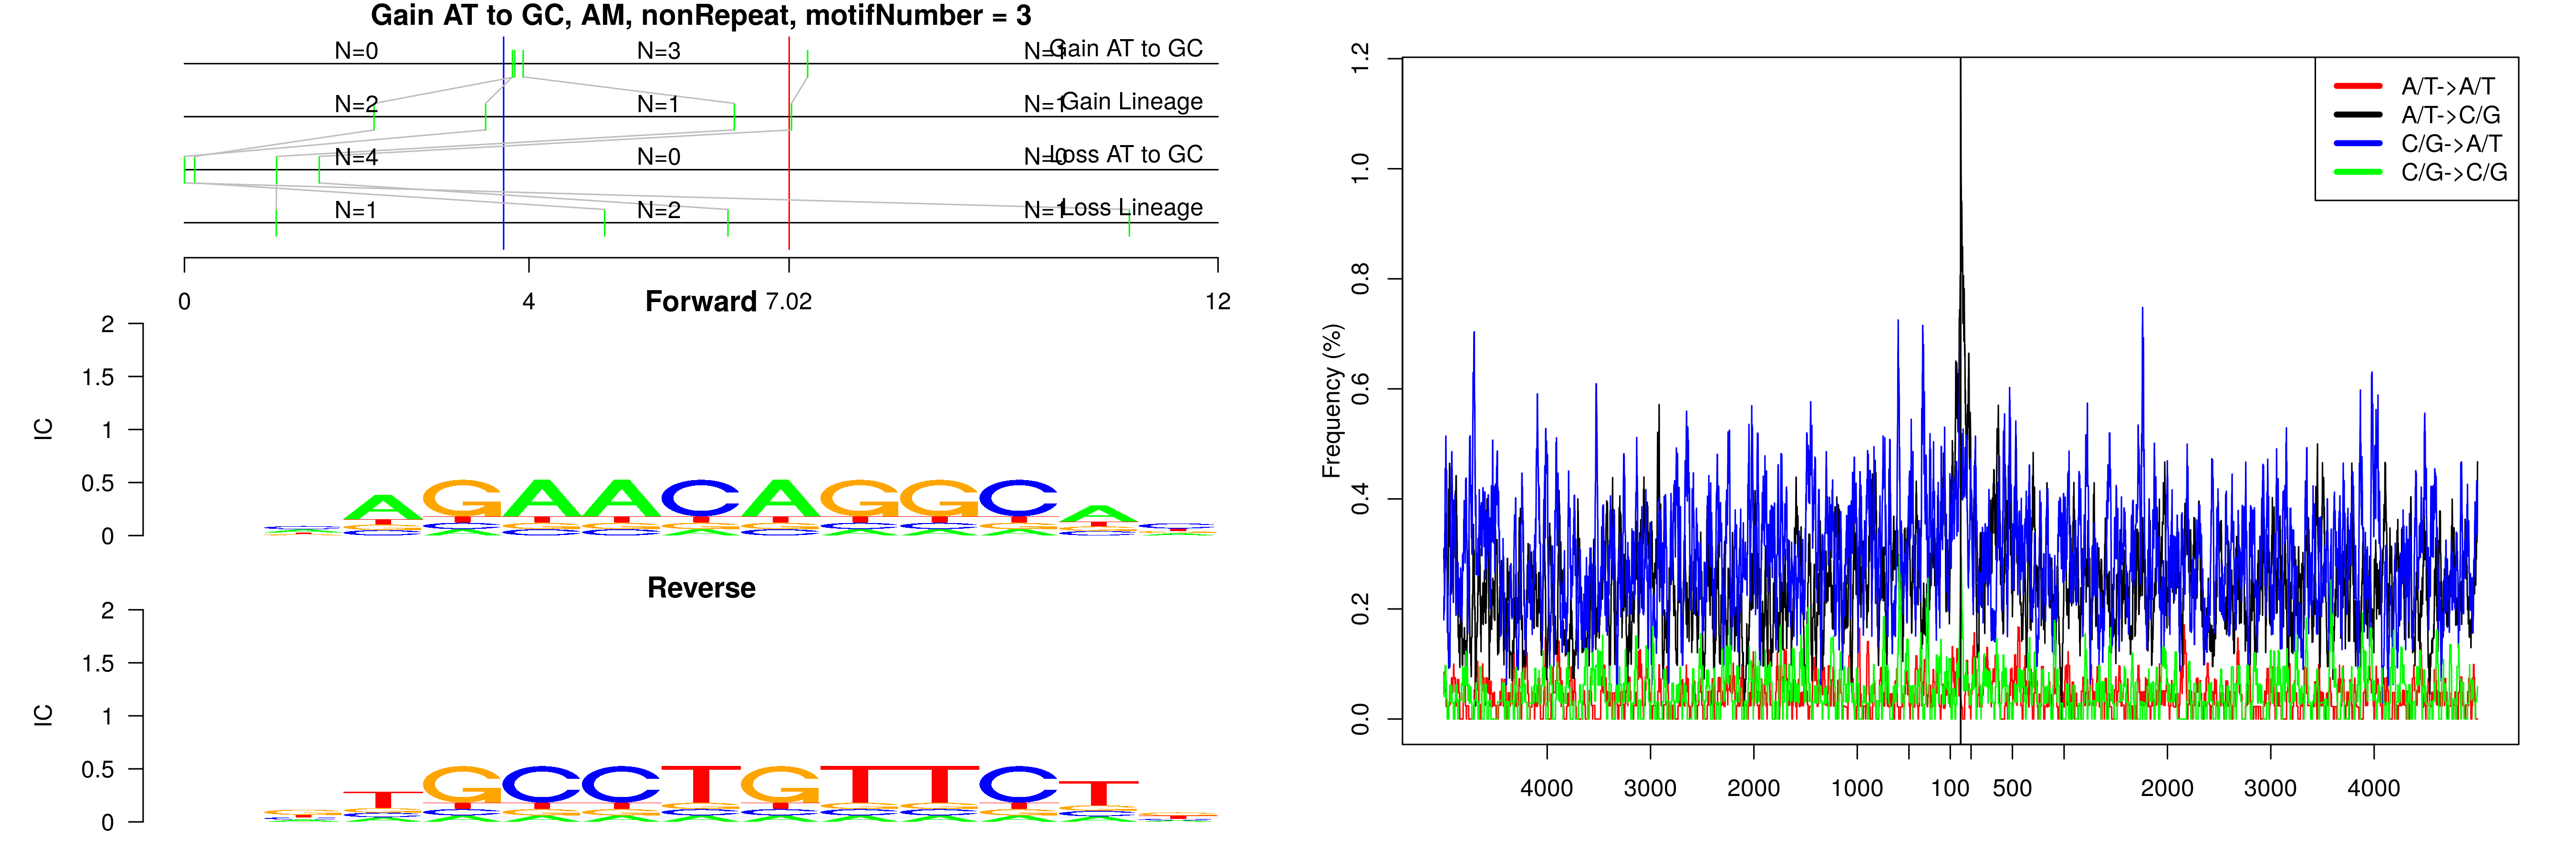 Gain AT to GC, AM, nonRepeat, motifNumber = 3
N=0 N=3 N=1 Gain AT to GC
N=2 N=1 N=1 Gain Lineage
N=4 N=0 N=0 Loss AT to GC
N=1 N=2 N=1 Loss Lineage
0 4 7.02 12
Forward
2
1.5
1
0.5
0
IC
AGAACAGGCA
Reverse
2
1.5
1
0.5
0
IC
TGCCTGTTCT
1.2
1.0
0.8
0.6
0.4
0.2
0.0
Frequency (%)
A/T->A/T
A/T->C/G
C/G->A/T
C/G->C/G
4000 3000 2000 1000 100 500 2000 3000 4000